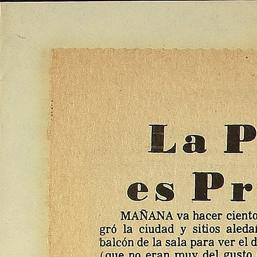 La P
es Pr
MAÑANA va hacer ciento
gró la ciudad y sitios aleda
balcón de la sala para ver el d
(que no eran muy del gusto